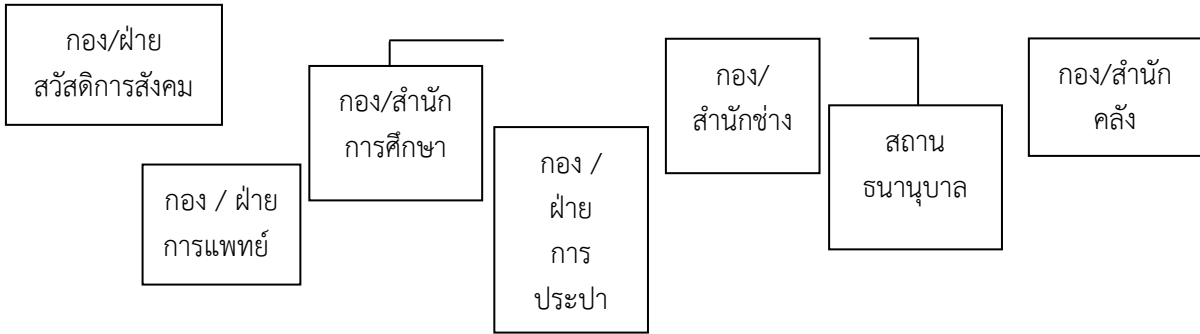 กอง/ฝ่าย
สวัสดิการสังคม
กอง / ฝ่าย
การแพทย์
กอง/สำนัก
การศึกษา
กอง /
ฝ่าย
การ
ประปา
กอง/
สำนักช่าง
สถาน
ธนานุบาล
กอง/สำนัก
คลัง